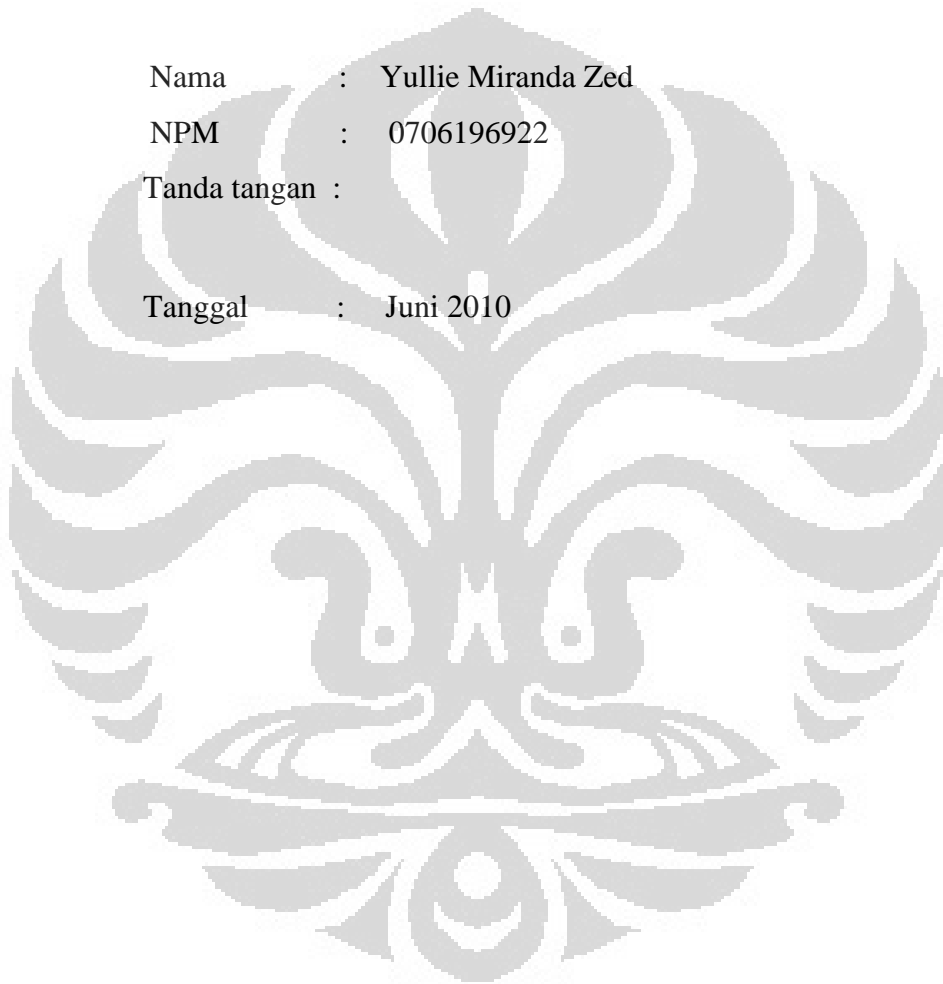 Nama : Yullie Miranda Zed
NPM : 0706196922
Tanda tangan :
Tanggal : Juni 2010